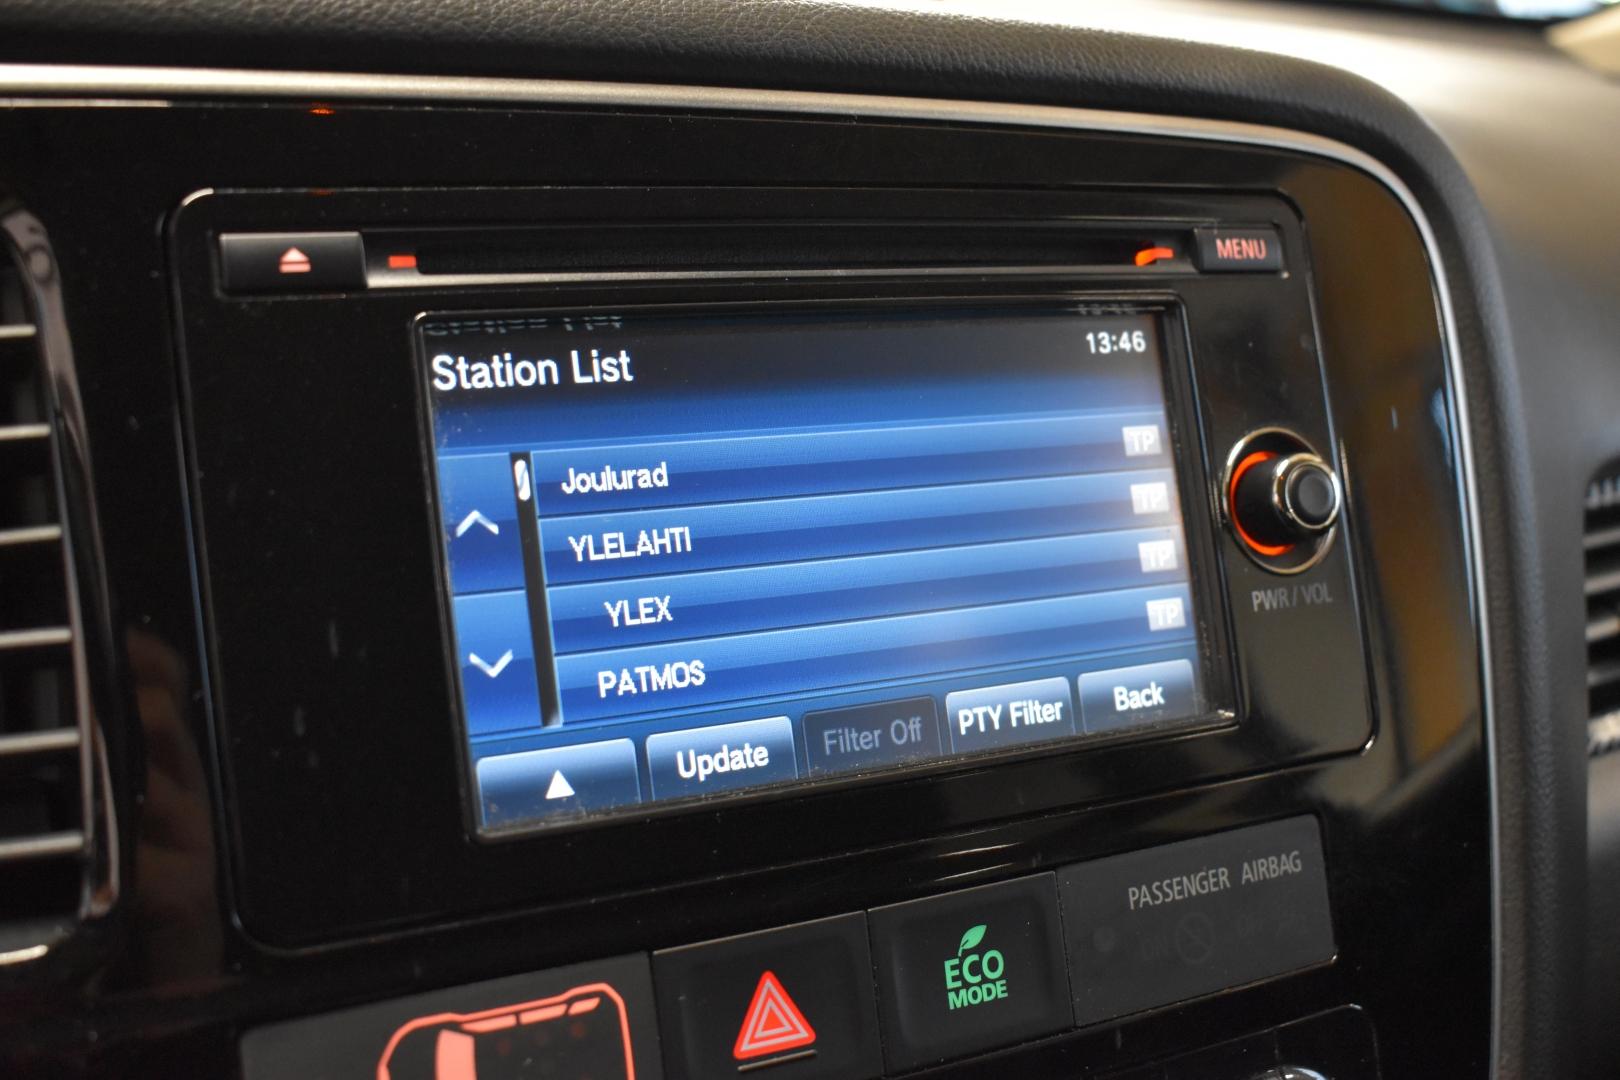 MENU
Station List
13:46
Joulurad TP
YLELAHTI TP
YLEX TP
PATMOS TP
Update
Filter Off
PTY Filter
Back
PWR/VOL
PASSENGER AIRBAG
ECO
MODE